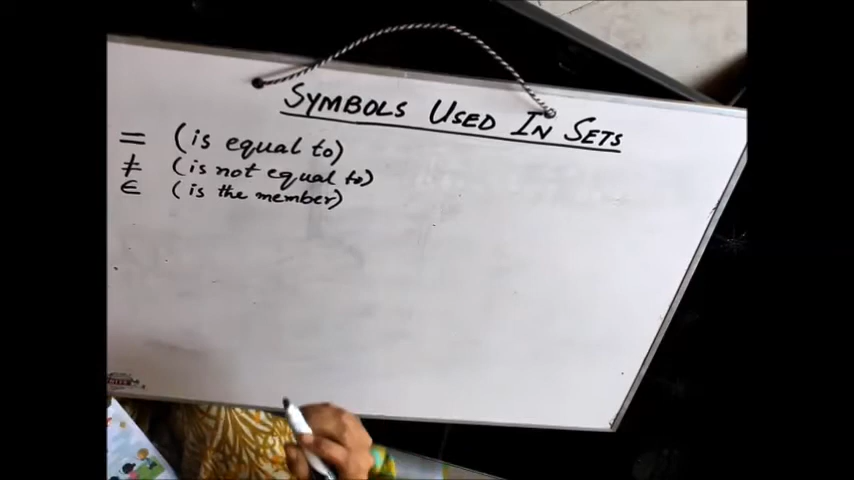 SYMBOLS USED IN SETS
= (is equal to)
≠ (is not equal to)
∈ (is the member)